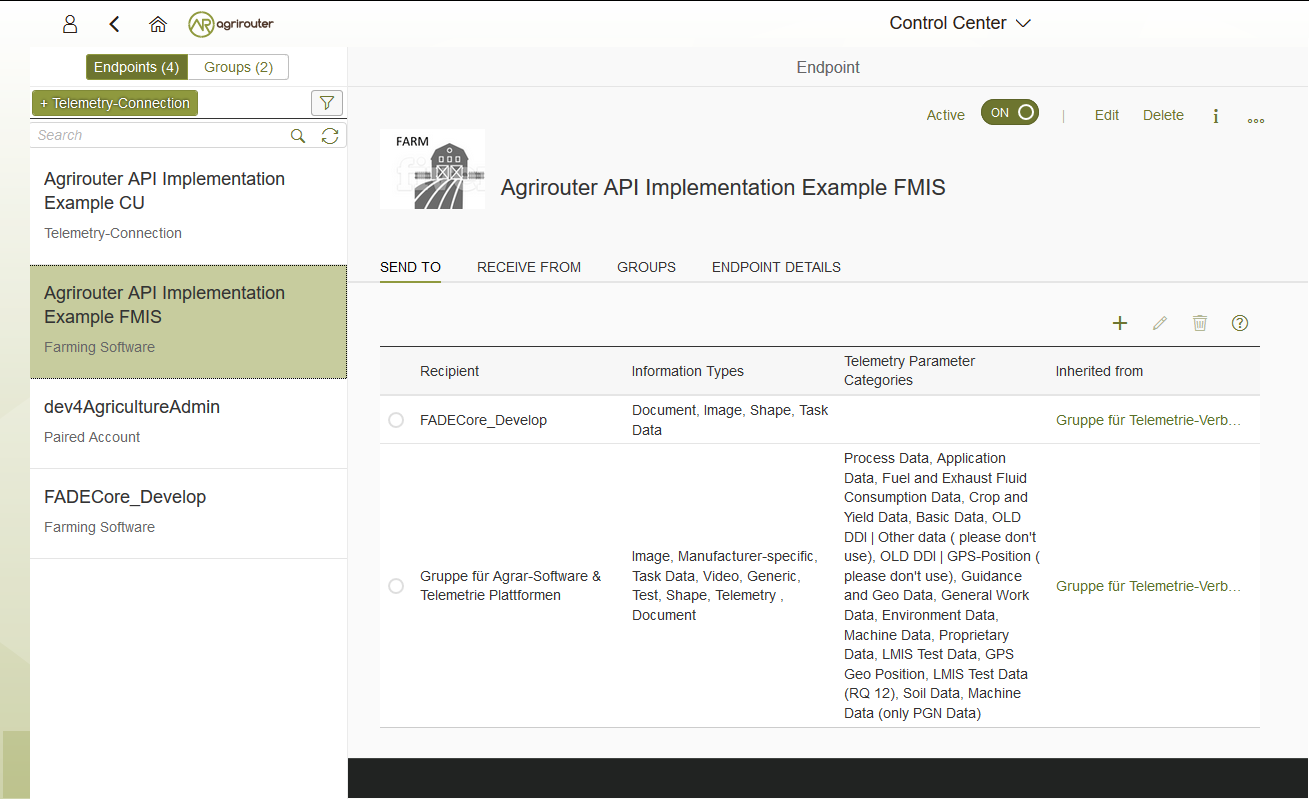 AR agrirouter
Control Center
Endpoints (4)
Groups (2)
Endpoint
+ Telemetry-Connection
Search
Active
ON
|
Edit
Delete
i
...
Agrirouter API Implementation
Example CU
Telemetry-Connection
Agrirouter API Implementation
Example FMIS
Farming Software
dev4AgricultureAdmin
Paired Account
FADECore_Develop
Farming Software
FARM
Agrirouter API Implementation Example FMIS
SEND TO
RECEIVE FROM
GROUPS
ENDPOINT DETAILS
Recipient
Information Types
Telemetry Parameter
Categories
Inherited from
FADECore_Develop
Document, Image, Shape, Task
Data
Gruppe für Telemetrie-Verb...
Gruppe für Agrar-Software &
Telemetrie Plattformen
Image, Manufacturer-specific,
Task Data, Video, Generic,
Test, Shape, Telemetry ,
Document
Process Data, Application
Data, Fuel and Exhaust Fluid
Consumption Data, Crop and
Yield Data, Basic Data, OLD
DDI | Other data ( please don't
use), OLD DDI | GPS-Position (
please don't use), Guidance
and Geo Data, General Work
Data, Environment Data,
Machine Data, Proprietary
Data, LMIS Test Data, GPS
Geo Position, LMIS Test Data
(RQ 12), Soil Data, Machine
Data (only PGN Data)
Gruppe für Telemetrie-Verb...